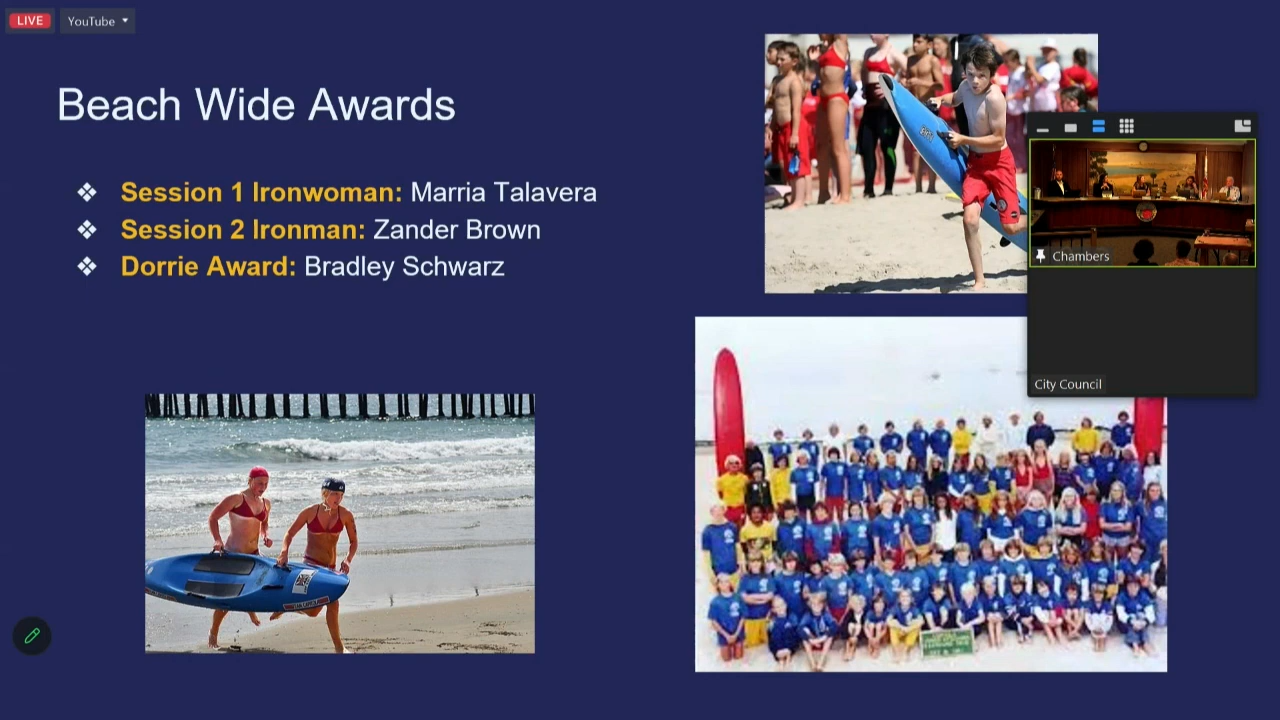 LIVE
YouTube
Beach Wide Awards
❖ Session 1 Ironwoman: Marria Talavera
❖ Session 2 Ironman: Zander Brown
❖ Dorrie Award: Bradley Schwarz
Chambers
City Council